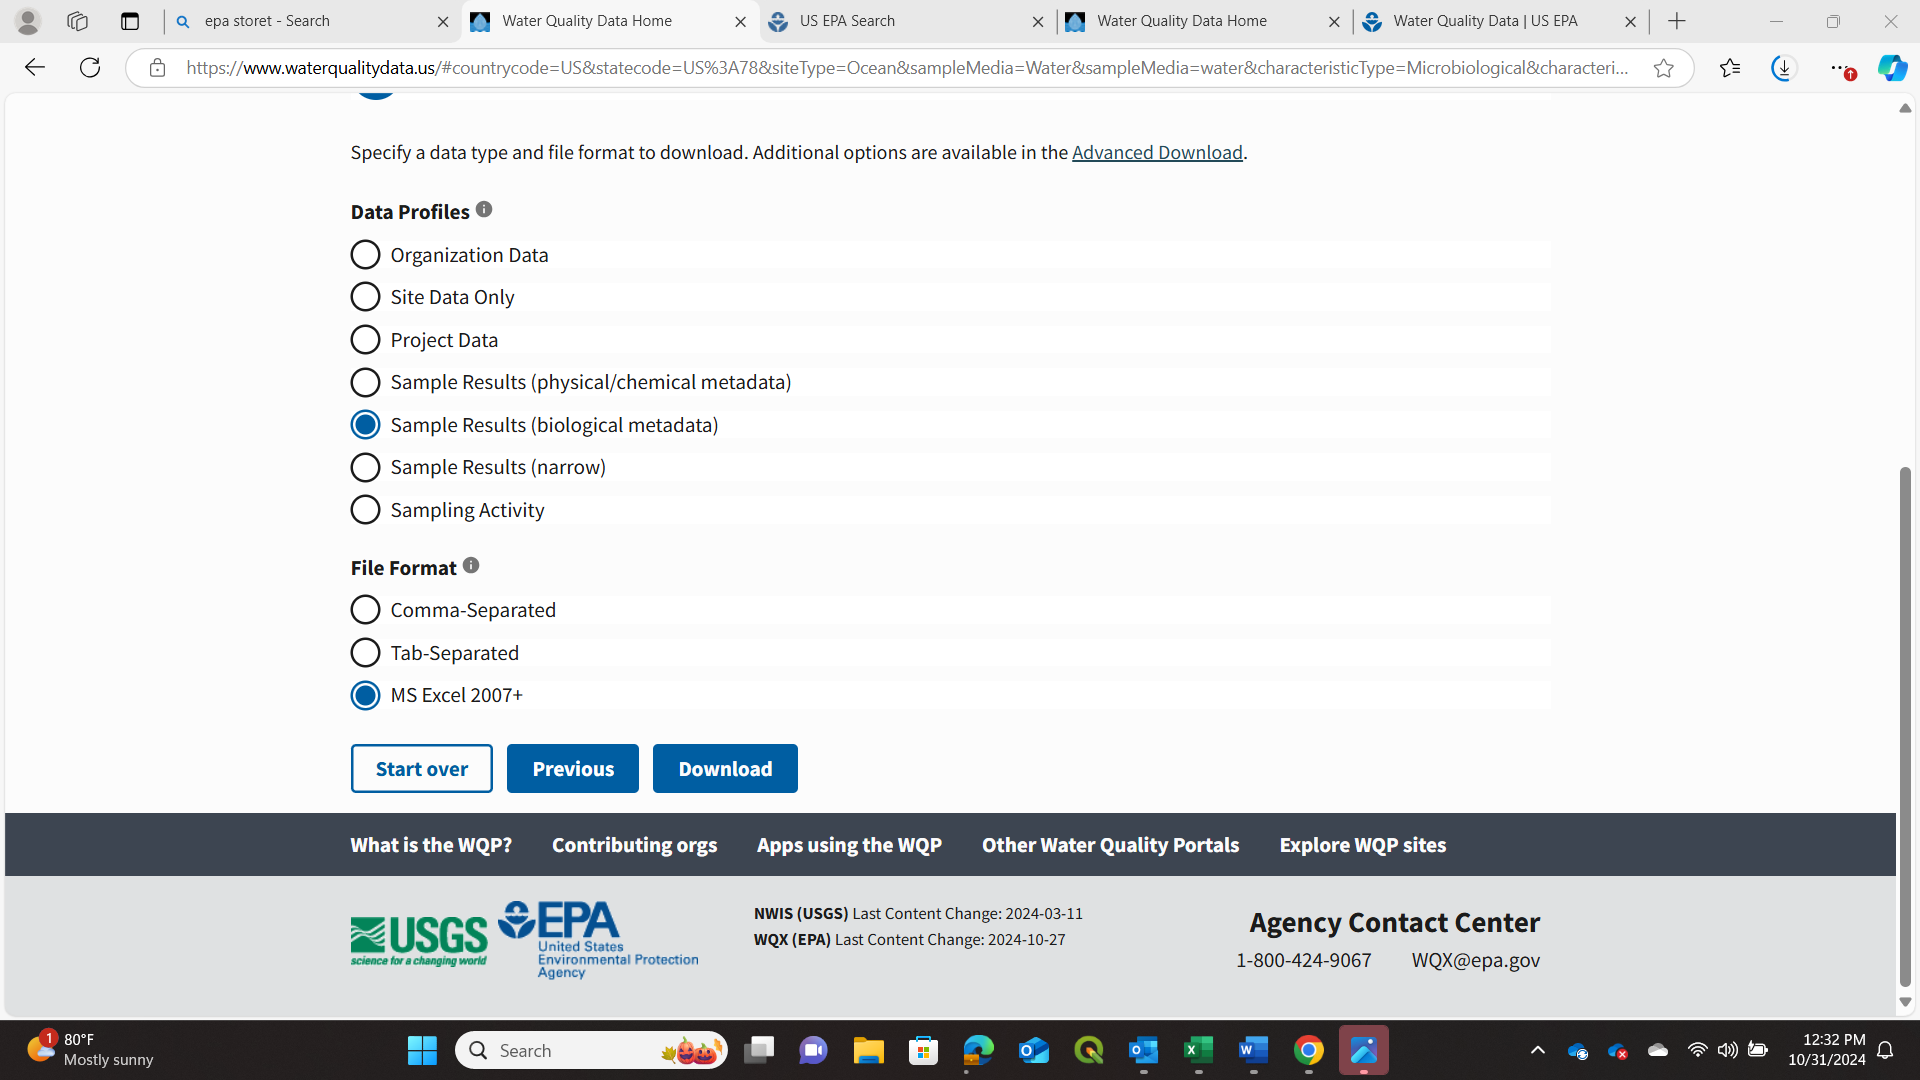 epa storet - Search
Water Quality Data Home
US EPA Search
Water Quality Data Home
Water Quality Data | US EPA
https://www.waterqualitydata.us/#countrycode=US&statecode=US%3A78&siteType=Ocean&sampleMedia=Water&sampleMedia=water&characteristicType=Microbiological&characteri...
Specify a data type and file format to download. Additional options are available in the Advanced Download.
Data Profiles
Organization Data
Site Data Only
Project Data
Sample Results (physical/chemical metadata)
Sample Results (biological metadata)
Sample Results (narrow)
Sampling Activity
File Format
Comma-Separated
Tab-Separated
MS Excel 2007+
Start over Previous Download
What is the WQP? Contributing orgs Apps using the WQP Other Water Quality Portals Explore WQP sites
USGS
science for a changing world
EPA
United States
Environmental Protection
Agency
NWIS (USGS) Last Content Change: 2024-03-11
WQX (EPA) Last Content Change: 2024-10-27
Agency Contact Center
1-800-424-9067 WQX@epa.gov
1
80°F
Mostly sunny
Search
12:32 PM
10/31/2024